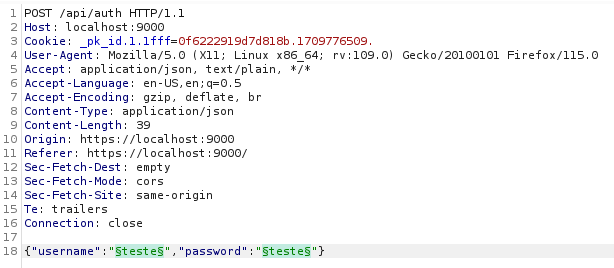 1 POST /api/auth HTTP/1.1
2 Host: localhost:9000
3 Cookie: _pk_id.1.1fff=0f6222919d7d818b.1709776509.
4 User-Agent: Mozilla/5.0 (X11; Linux x86_64; rv:109.0) Gecko/20100101 Firefox/115.0
5 Accept: application/json, text/plain, */*
6 Accept-Language: en-US,en;q=0.5
7 Accept-Encoding: gzip, deflate, br
8 Content-Type: application/json
9 Content-Length: 39
10 Origin: https://localhost:9000
11 Referer: https://localhost:9000/
12 Sec-Fetch-Dest: empty
13 Sec-Fetch-Mode: cors
14 Sec-Fetch-Site: same-origin
15 Te: trailers
16 Connection: close
17
18 {"username":"§teste§","password":"§teste§"}